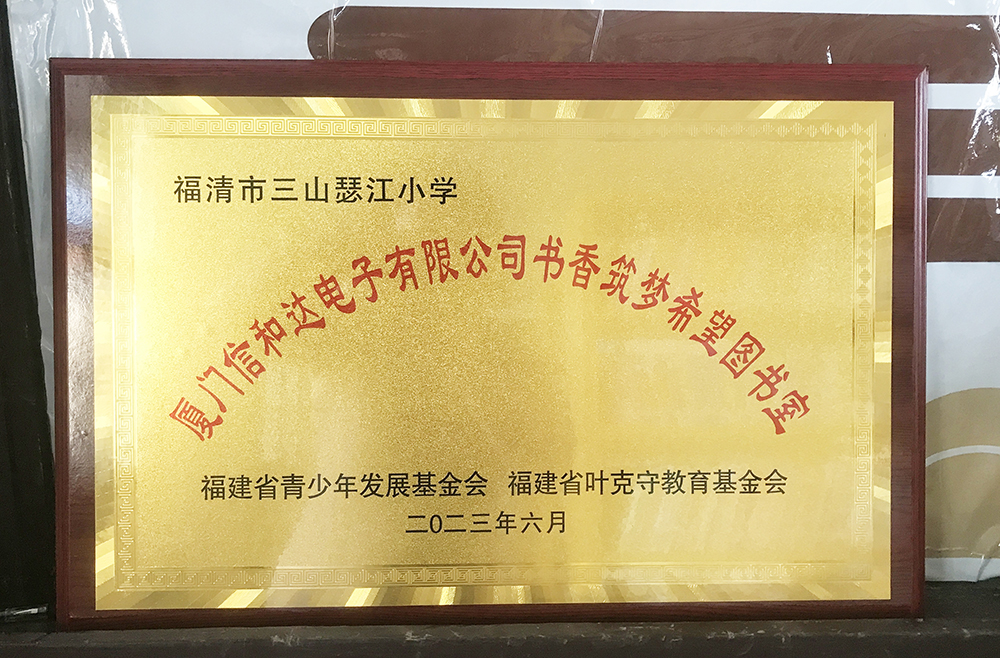 福清市三山瑟江小学
厦门信和达电子有限公司书香筑梦希望图书室
福建省青少年发展基金会 福建省叶克守教育基金会
二0二三年六月